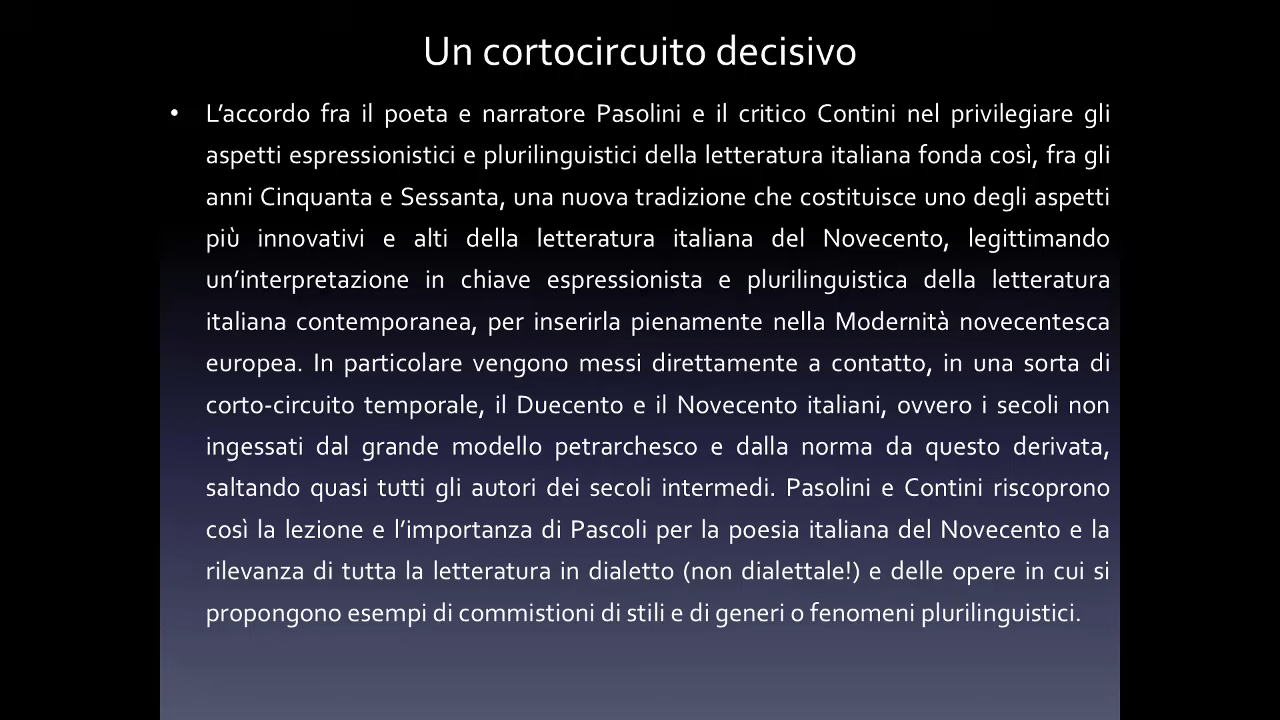 Un cortocircuito decisivo
• L’accordo fra il poeta e narratore Pasolini e il critico Contini nel privilegiare gli
aspetti espressionistici e plurilinguistici della letteratura italiana fonda così, fra gli
anni Cinquanta e Sessanta, una nuova tradizione che costituisce uno degli aspetti
più innovativi e alti della letteratura italiana del Novecento, legittimando
un’interpretazione in chiave espressionista e plurilinguistica della letteratura
italiana contemporanea, per inserirla pienamente nella Modernità novecentesca
europea. In particolare vengono messi direttamente a contatto, in una sorta di
corto-circuito temporale, il Duecento e il Novecento italiani, ovvero i secoli non
ingessati dal grande modello petrarchesco e dalla norma da questo derivata,
saltando quasi tutti gli autori dei secoli intermedi. Pasolini e Contini riscoprono
così la lezione e l’importanza di Pascoli per la poesia italiana del Novecento e la
rilevanza di tutta la letteratura in dialetto (non dialettale!) e delle opere in cui si
propongono esempi di commistioni di stili e di generi o fenomeni plurilinguistici.